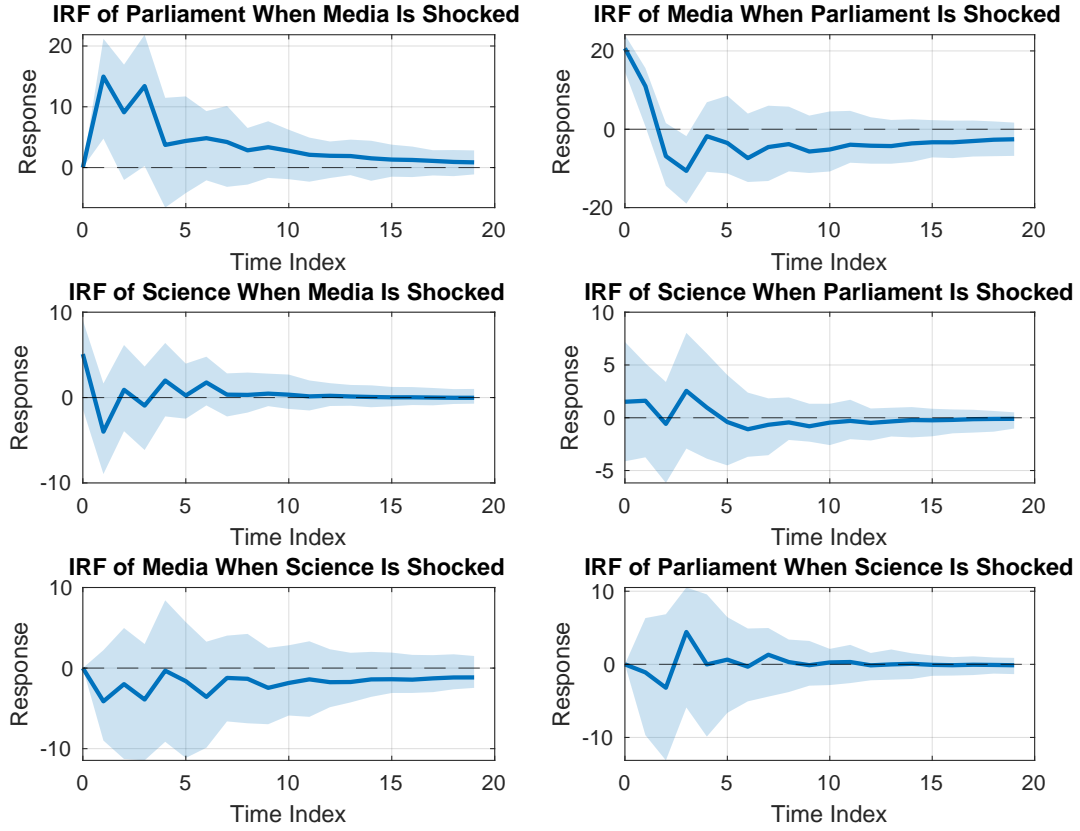 IRF of Parliament When Media Is Shocked
20
10
0
Response
0 5 10 15 20
Time Index
IRF of Media When Parliament Is Shocked
20
0
-20
Response
0 5 10 15 20
Time Index
IRF of Science When Media Is Shocked
10
0
-10
Response
0 5 10 15 20
Time Index
IRF of Science When Parliament Is Shocked
10
5
0
-5
Response
0 5 10 15 20
Time Index
IRF of Media When Science Is Shocked
10
0
-10
Response
0 5 10 15 20
Time Index
IRF of Parliament When Science Is Shocked
10
0
-10
Response
0 5 10 15 20
Time Index